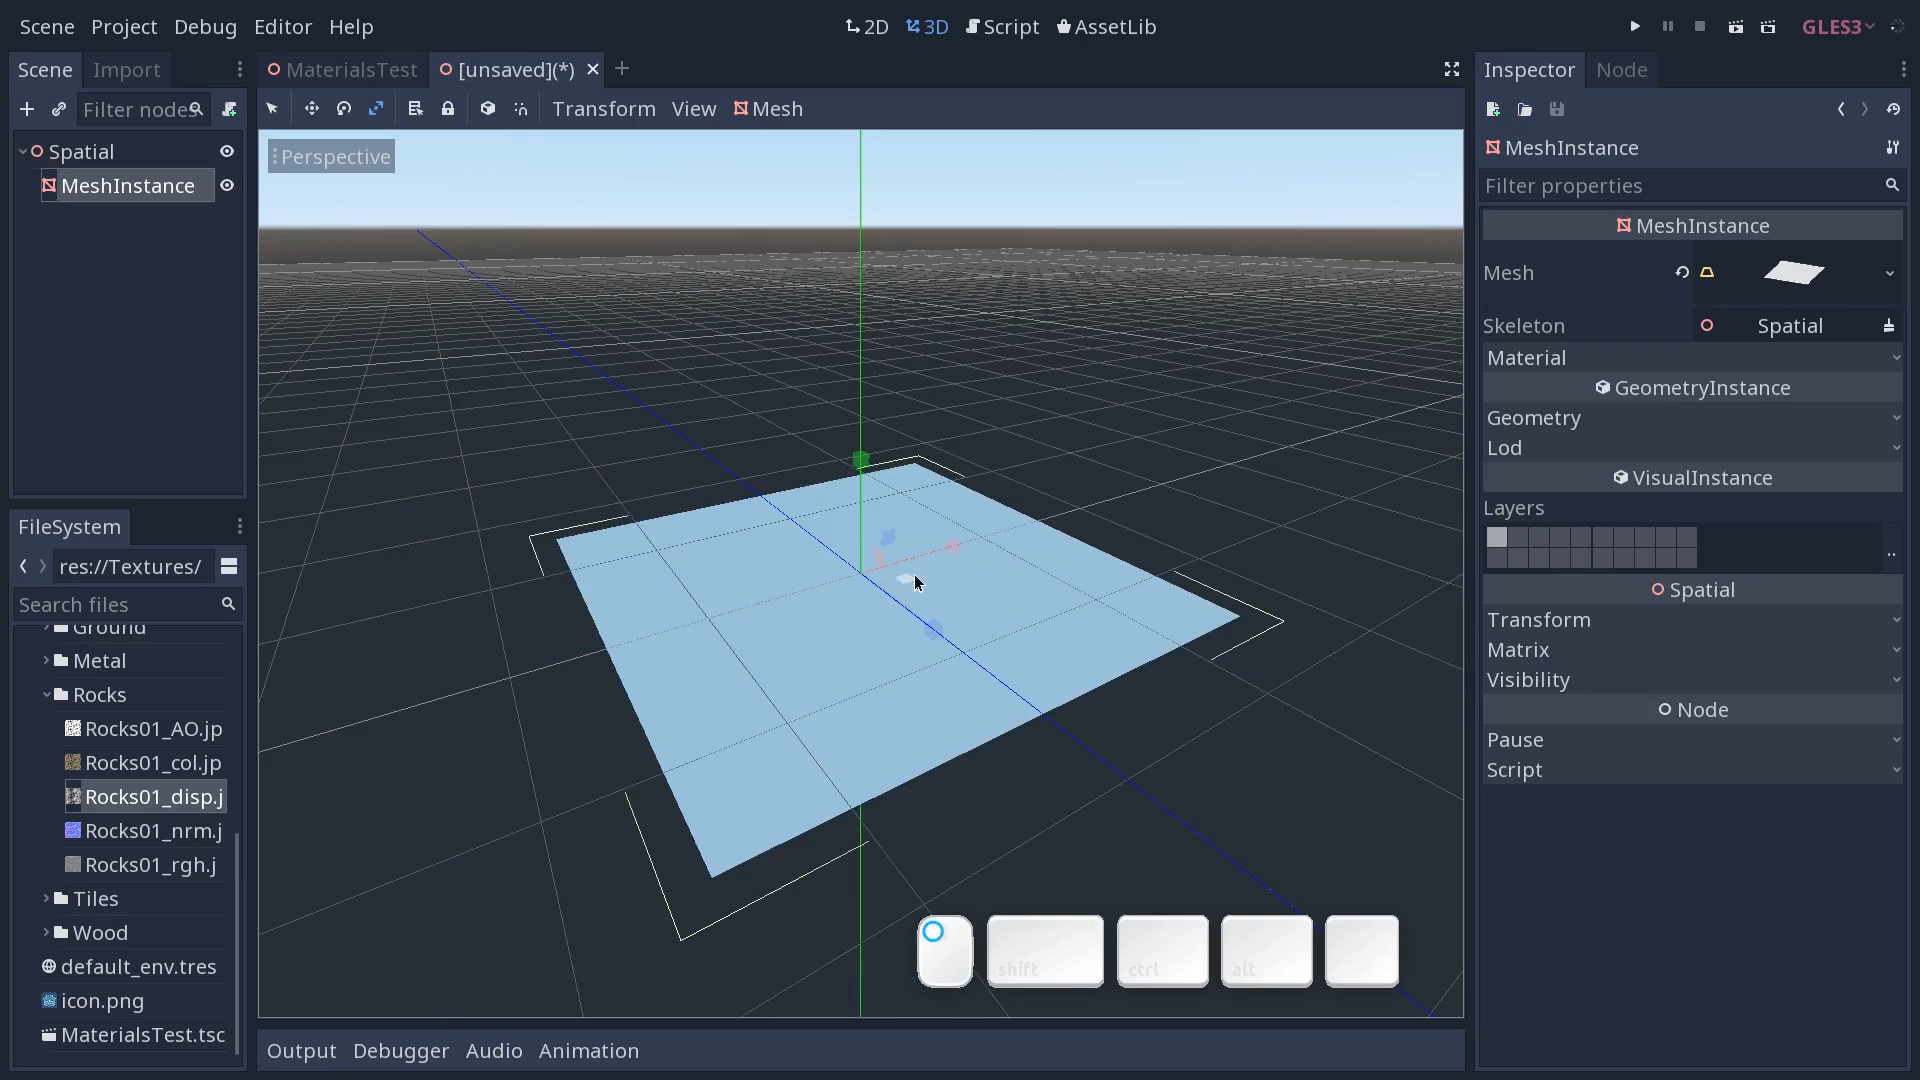 Scene Project Debug Editor Help
2D 3D Script AssetLib
GLES3
Scene Import
Filter nodes
Spatial
MeshInstance
FileSystem
res://Textures/
Search files
Ground
Metal
Rocks
Rocks01_AO.jp
Rocks01_col.jp
Rocks01_disp.j
Rocks01_nrm.j
Rocks01_rgh.j
Tiles
Wood
default_env.tres
icon.png
MaterialsTest.tsc
MaterialsTest [unsaved](*)
Transform View Mesh
Perspective
shift ctrl alt
Output Debugger Audio Animation
Inspector Node
MeshInstance
Filter properties
MeshInstance
Mesh
Skeleton Spatial
Material
GeometryInstance
Geometry
Lod
VisualInstance
Layers
..
Spatial
Transform
Matrix
Visibility
Node
Pause
Script